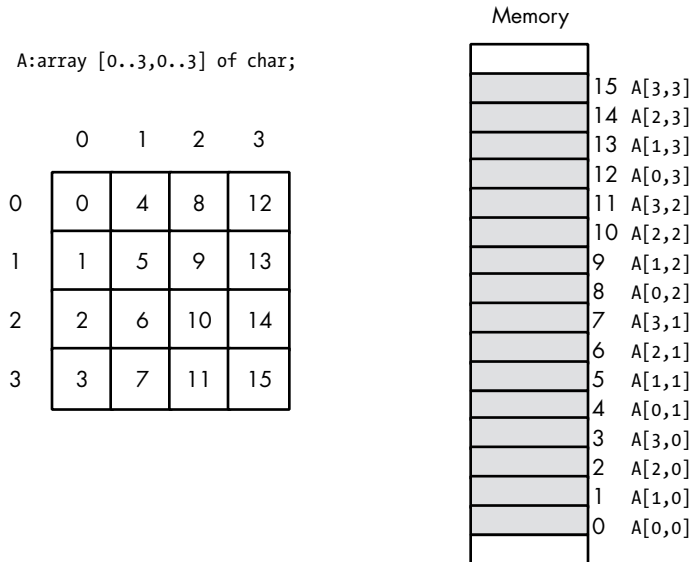 Memory
A:array [0..3,0..3] of char;
0 1 2 3
0 0 4 8 12
1 1 5 9 13
2 2 6 10 14
3 3 7 11 15
15 A[3,3]
14 A[2,3]
13 A[1,3]
12 A[0,3]
11 A[3,2]
10 A[2,2]
9 A[1,2]
8 A[0,2]
7 A[3,1]
6 A[2,1]
5 A[1,1]
4 A[0,1]
3 A[3,0]
2 A[2,0]
1 A[1,0]
0 A[0,0]